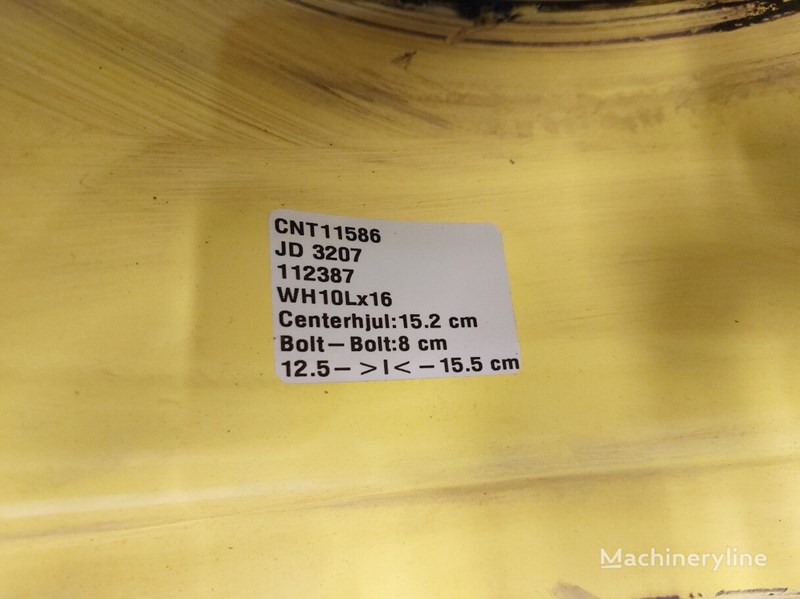 CNT11586
JD 3207
112387
WH10Lx16
Centerhjul:15.2 cm
Bolt-Bolt:8 cm
12.5- >I< -15.5 cm
Machineryline